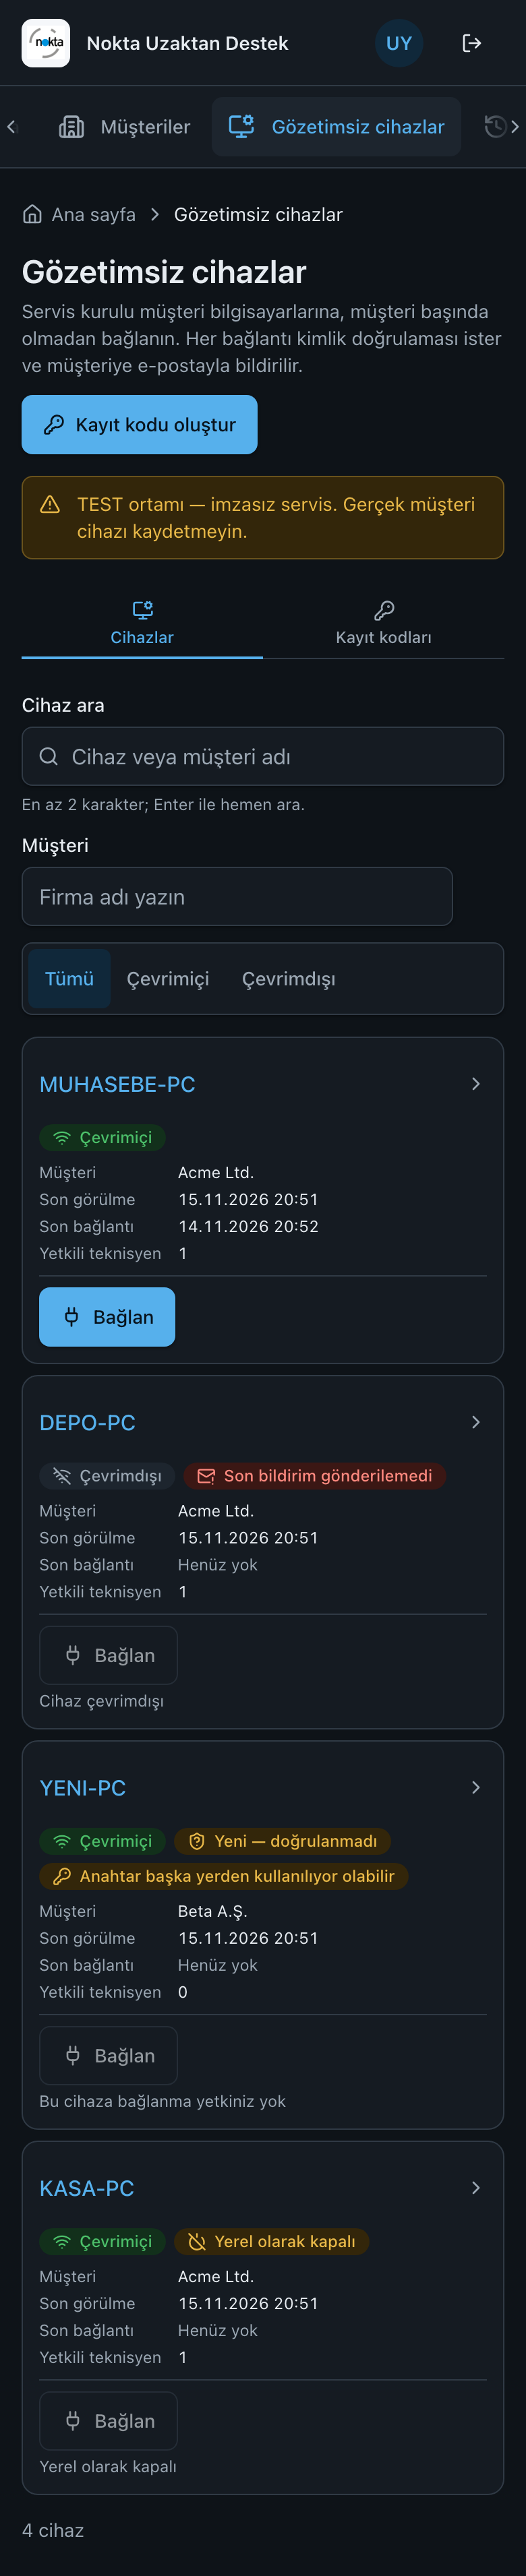 nokta
Nokta Uzaktan Destek
UY
Müşteriler
Gözetimsiz cihazlar
Ana sayfa
Gözetimsiz cihazlar
Gözetimsiz cihazlar
Servis kurulu müşteri bilgisayarlarına, müşteri başında
olmadan bağlanın. Her bağlantı kimlik doğrulaması ister
ve müşteriye e-postayla bildirilir.
Kayıt kodu oluştur
TEST ortamı — imzasız servis. Gerçek müşteri
cihazı kaydetmeyin.
Cihazlar
Kayıt kodları
Cihaz ara
Cihaz veya müşteri adı
En az 2 karakter; Enter ile hemen ara.
Müşteri
Firma adı yazın
Tümü
Çevrimiçi
Çevrimdışı
MUHASEBE-PC
Çevrimiçi
Müşteri Acme Ltd.
Son görülme 15.11.2026 20:51
Son bağlantı 14.11.2026 20:52
Yetkili teknisyen 1
Bağlan
DEPO-PC
Çevrimdışı Son bildirim gönderilemedi
Müşteri Acme Ltd.
Son görülme 15.11.2026 20:51
Son bağlantı Henüz yok
Yetkili teknisyen 1
Bağlan
Cihaz çevrimdışı
YENI-PC
Çevrimiçi Yeni — doğrulanmadı
Anahtar başka yerden kullanılıyor olabilir
Müşteri Beta A.Ş.
Son görülme 15.11.2026 20:51
Son bağlantı Henüz yok
Yetkili teknisyen 0
Bağlan
Bu cihaza bağlanma yetkiniz yok
KASA-PC
Çevrimiçi Yerel olarak kapalı
Müşteri Acme Ltd.
Son görülme 15.11.2026 20:51
Son bağlantı Henüz yok
Yetkili teknisyen 1
Bağlan
Yerel olarak kapalı
4 cihaz